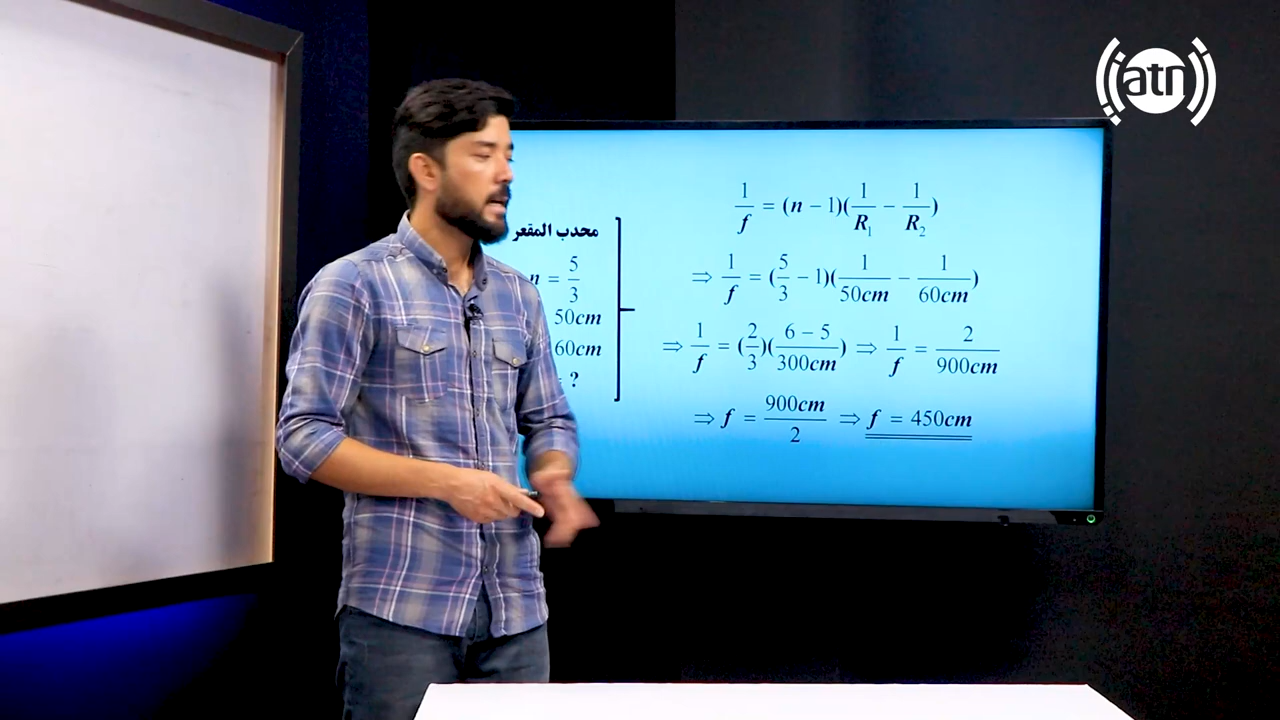 atn
محدب المقعر
n = 5/3
50cm
60cm
= ?
1/f = (n − 1)(1/R₁ − 1/R₂)
⇒ 1/f = (5/3 − 1)(1/50cm − 1/60cm)
⇒ 1/f = (2/3)(6 − 5/300cm) ⇒ 1/f = 2/900cm
⇒ f = 900cm/2 ⇒ f = 450cm